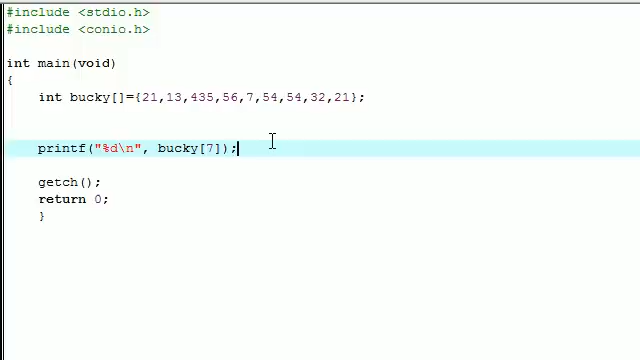 #include <stdio.h>
#include <conio.h>
int main(void)
{
int bucky[]={21,13,435,56,7,54,54,32,21};
printf("%d\n", bucky[7]);
getch();
return 0;
}